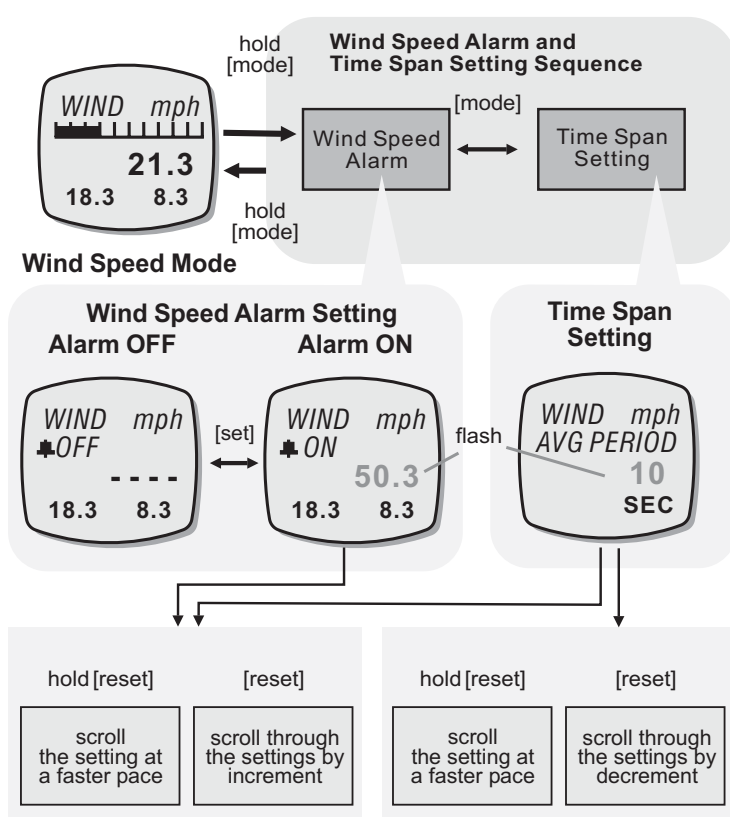 hold
[mode]
Wind Speed Alarm and
Time Span Setting Sequence
WIND mph
21.3
18.3 8.3
[mode]
Wind Speed
Alarm
Time Span
Setting
hold
[mode]
Wind Speed Mode
Wind Speed Alarm Setting
Alarm OFF Alarm ON
Time Span
Setting
WIND mph
OFF
- - - -
18.3 8.3
[set]
WIND mph
ON
50.3
18.3 8.3
flash
WIND mph
AVG PERIOD
10
SEC
hold [reset] [reset]
scroll
the setting at
a faster pace
scroll through
the settings by
increment
hold [reset] [reset]
scroll
the setting at
a faster pace
scroll through
the settings by
decrement